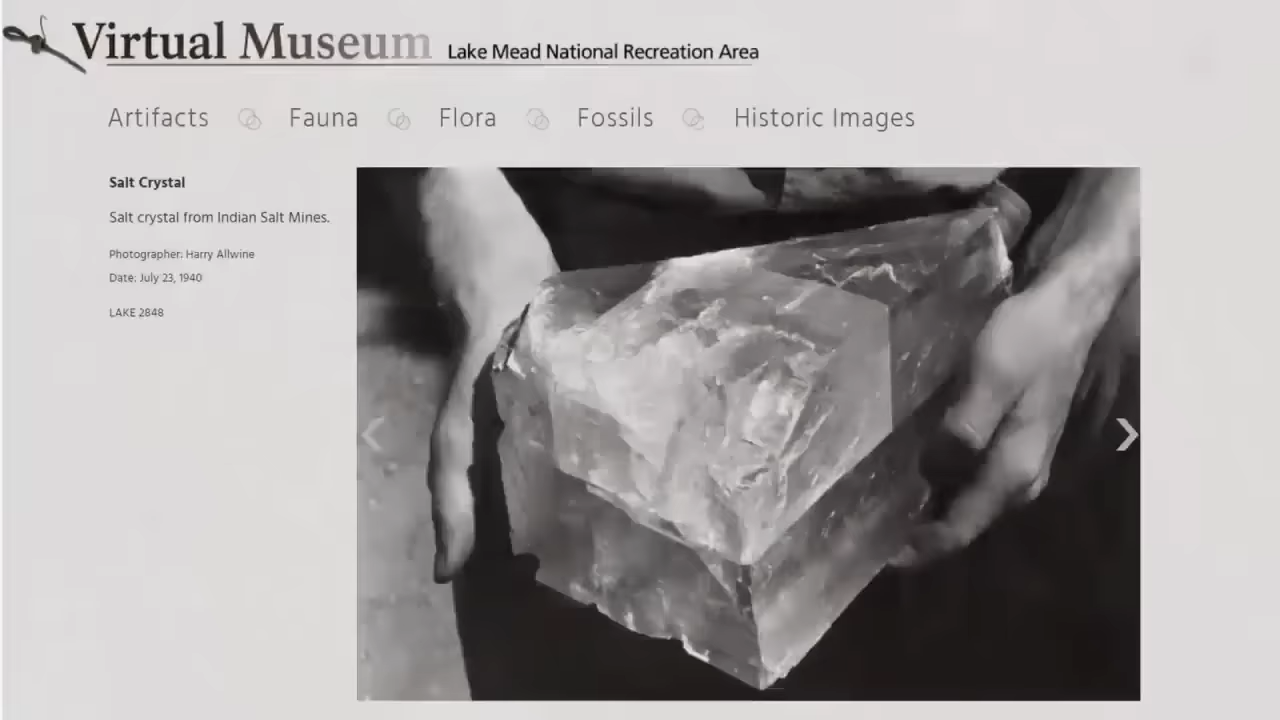 Virtual Museum Lake Mead National Recreation Area
Artifacts Fauna Flora Fossils Historic Images
Salt Crystal
Salt crystal from Indian Salt Mines.
Photographer: Harry Allwine
Date: July 23, 1940
LAKE 2848